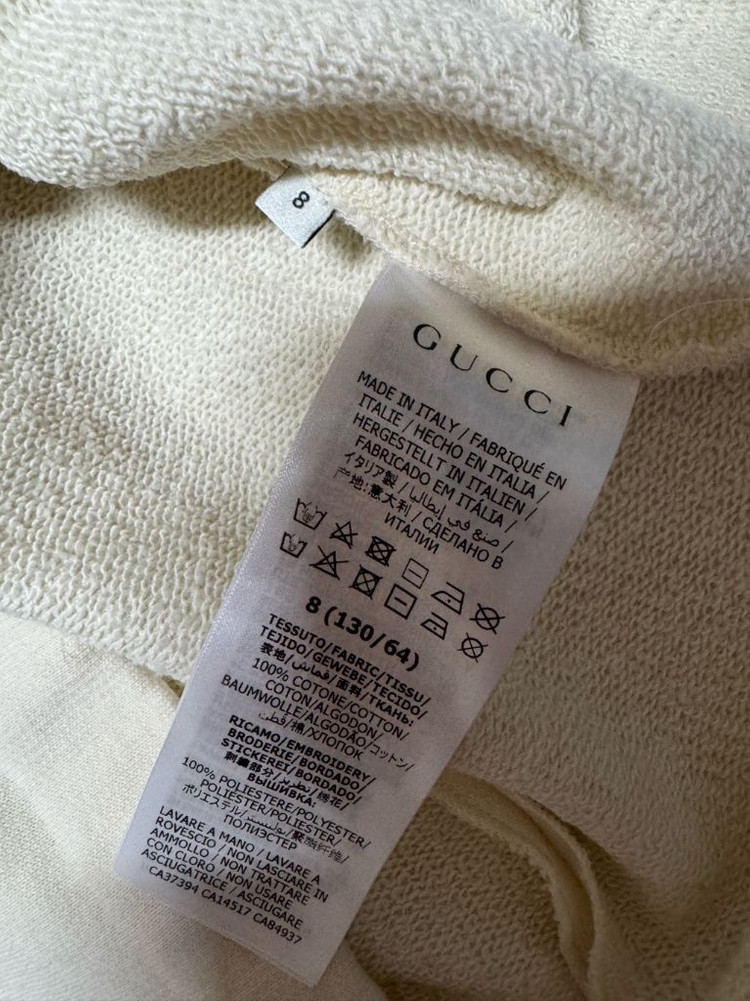 8
GUCCI
MADE IN ITALY / FABRIQUÉ EN
ITALIE / HECHO EN ITALIA /
HERGESTELLT IN ITALIEN /
FABRICADO EM ITÁLIA /
イタリア製 / صنع في إيطاليا /
产地:意大利 / СДЕЛАНО В
ИТАЛИИ
8 (130/64)
TESSUTO/FABRIC/TISSU/
TEJIDO/GEWEBE/TECIDO/
表地/قماش/面料/ТКАНЬ:
100% COTONE/COTTON/
COTON/ALGODON/
BAUMWOLLE/ALGODÃO/コットン/
قطن/棉/ХЛОПОК
RICAMO/EMBROIDERY/
BRODERIE/BORDADO/
STICKEREI/BORDADO/
刺繍部分/تطريز/绣花/
ВЫШИВКА:
100% POLIESTERE/POLYESTER/
POLYESTER/POLIÉSTER/
ポリエステル/بوليستر/聚酯纤维/
ПОЛИЭСТЕР
LAVARE A MANO / LAVARE A
ROVESCIO / NON LASCIARE IN
AMMOLLO / NON TRATTARE
CON CLORO / NON USARE
ASCIUGATRICE / ASCIUGARE
CA37394 CA14517 CA84937